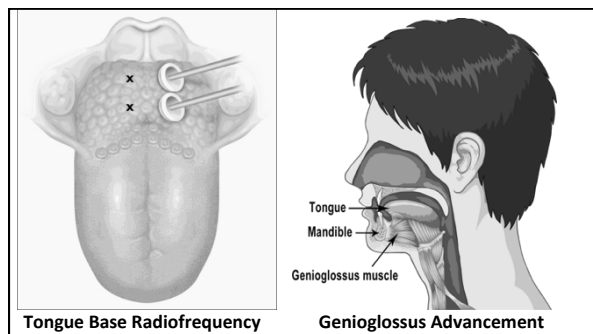 x
x
Tongue
Mandible
Genioglossus muscle
Tongue Base Radiofrequency
Genioglossus Advancement